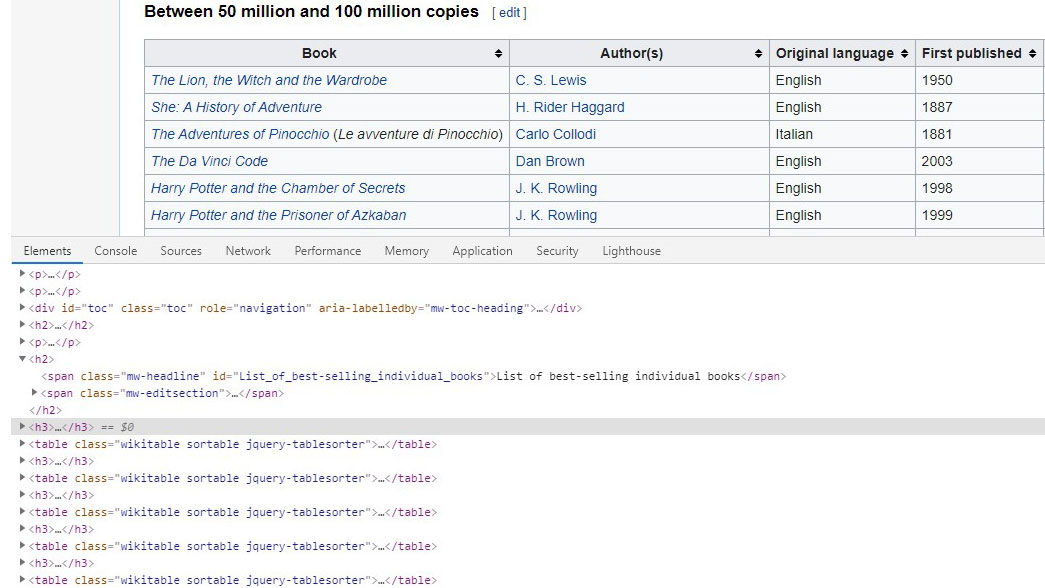 Between 50 million and 100 million copies [ edit ]
Book Author(s) Original language First published
The Lion, the Witch and the Wardrobe C. S. Lewis English 1950
She: A History of Adventure H. Rider Haggard English 1887
The Adventures of Pinocchio (Le avventure di Pinocchio) Carlo Collodi Italian 1881
The Da Vinci Code Dan Brown English 2003
Harry Potter and the Chamber of Secrets J. K. Rowling English 1998
Harry Potter and the Prisoner of Azkaban J. K. Rowling English 1999
Elements Console Sources Network Performance Memory Application Security Lighthouse
<p>…</p>
<p>…</p>
<div id="toc" class="toc" role="navigation" aria-labelledby="mw-toc-heading">…</div>
<h2>…</h2>
<p>…</p>
<h2>
<span class="mw-headline" id="List_of_best-selling_individual_books">List of best-selling individual books</span>
<span class="mw-editsection">…</span>
</h2>
<h3>…</h3> == $0
<table class="wikitable sortable jquery-tablesorter">…</table>
<h3>…</h3>
<table class="wikitable sortable jquery-tablesorter">…</table>
<h3>…</h3>
<table class="wikitable sortable jquery-tablesorter">…</table>
<h3>…</h3>
<table class="wikitable sortable jquery-tablesorter">…</table>
<h3>…</h3>
<table class="wikitable sortable jquery-tablesorter">…</table>